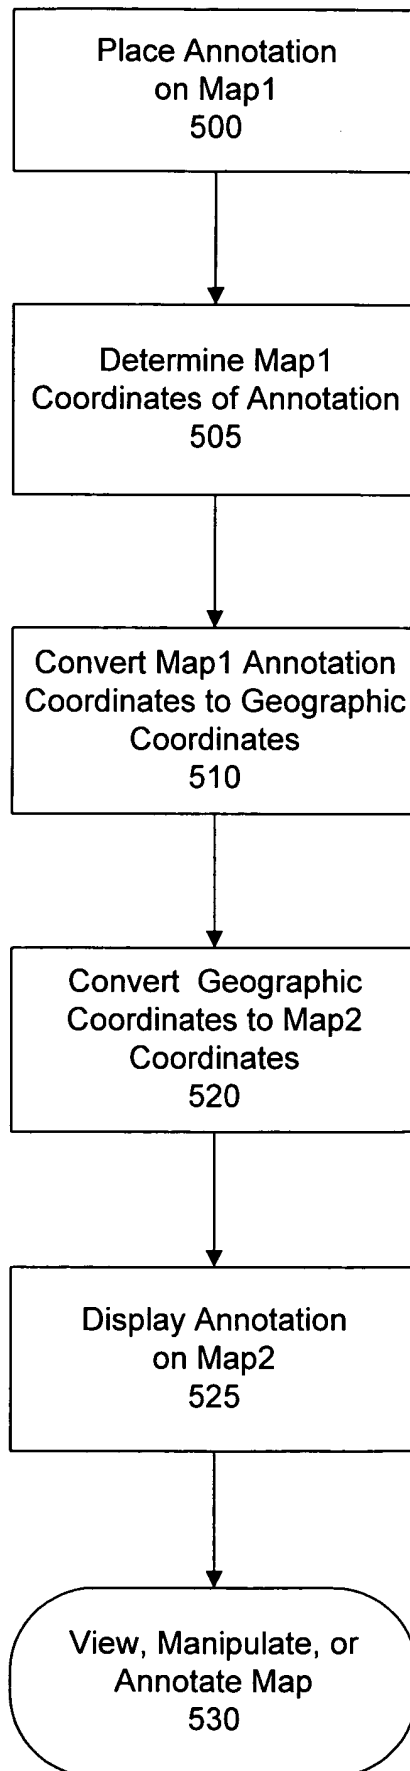 Place Annotation
on Map1
500
Determine Map1
Coordinates of Annotation
505
Convert Map1 Annotation
Coordinates to Geographic
Coordinates
510
Convert Geographic
Coordinates to Map2
Coordinates
520
Display Annotation
on Map2
525
View, Manipulate, or
Annotate Map
530